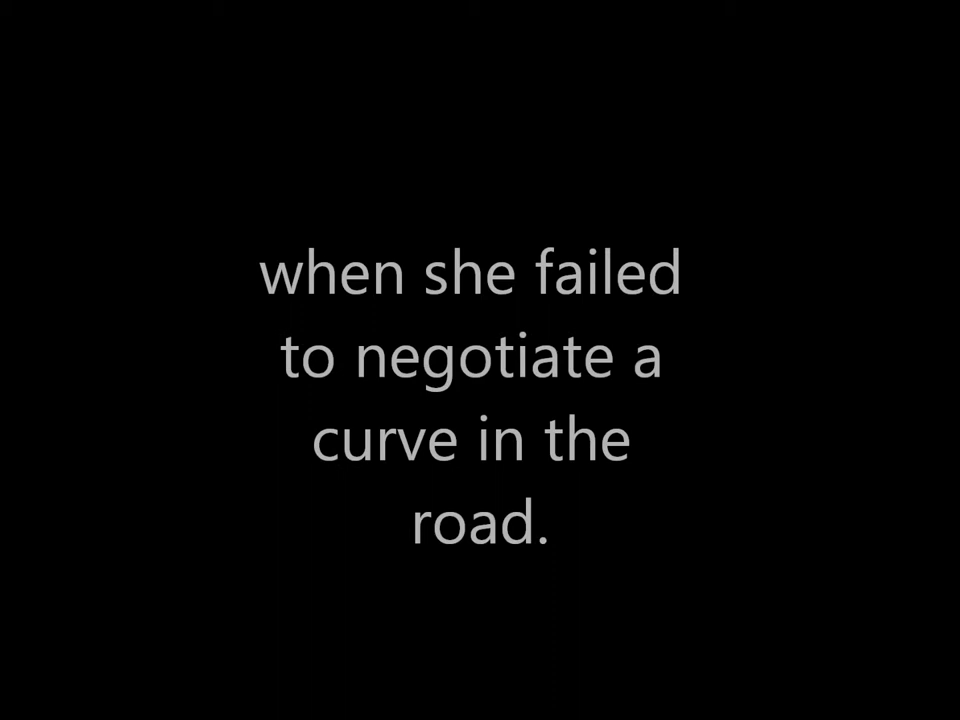 when she failed
to negotiate a
curve in the
road.